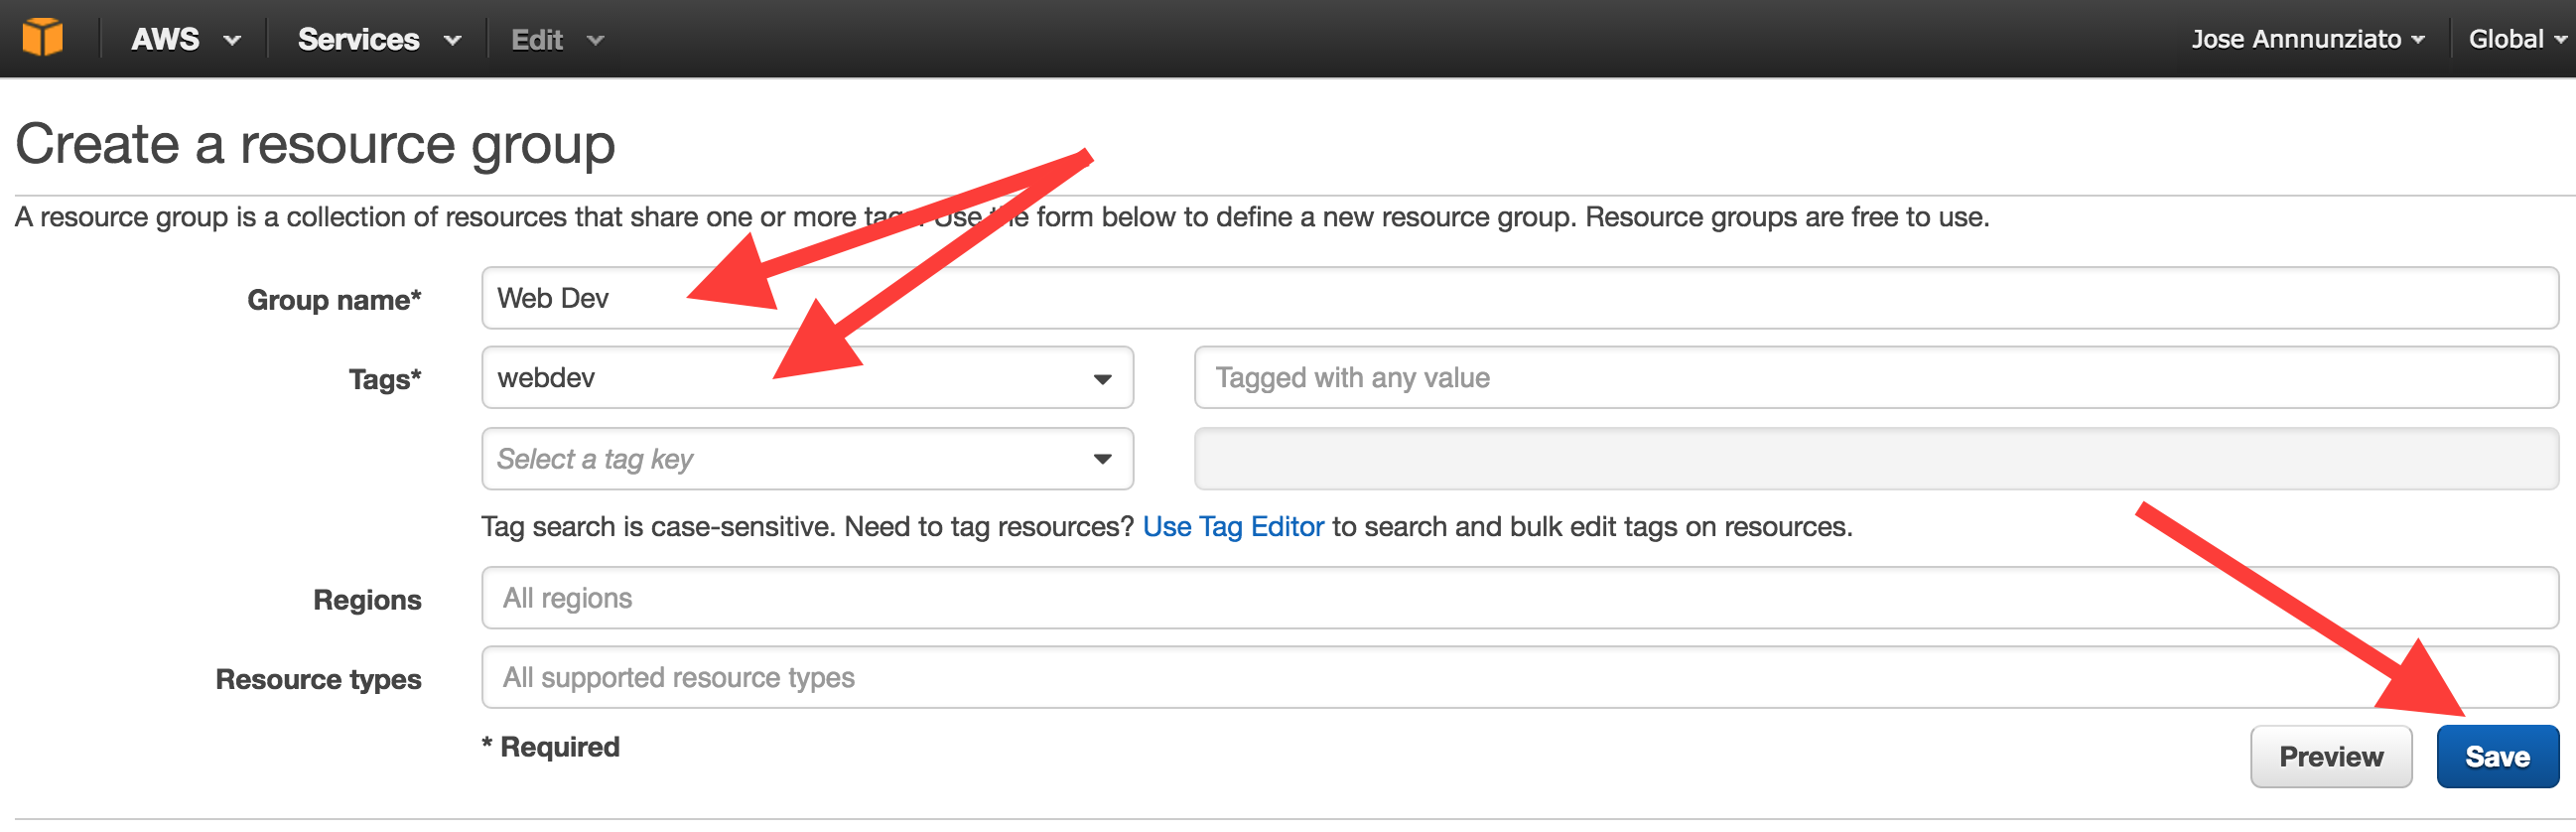 AWS Services Edit Jose Annnunziato Global
Create a resource group
A resource group is a collection of resources that share one or more tags. Use the form below to define a new resource group. Resource groups are free to use.
Group name* Web Dev
Tags* webdev Tagged with any value
Select a tag key
Tag search is case-sensitive. Need to tag resources? Use Tag Editor to search and bulk edit tags on resources.
Regions All regions
Resource types All supported resource types
* Required
Preview Save